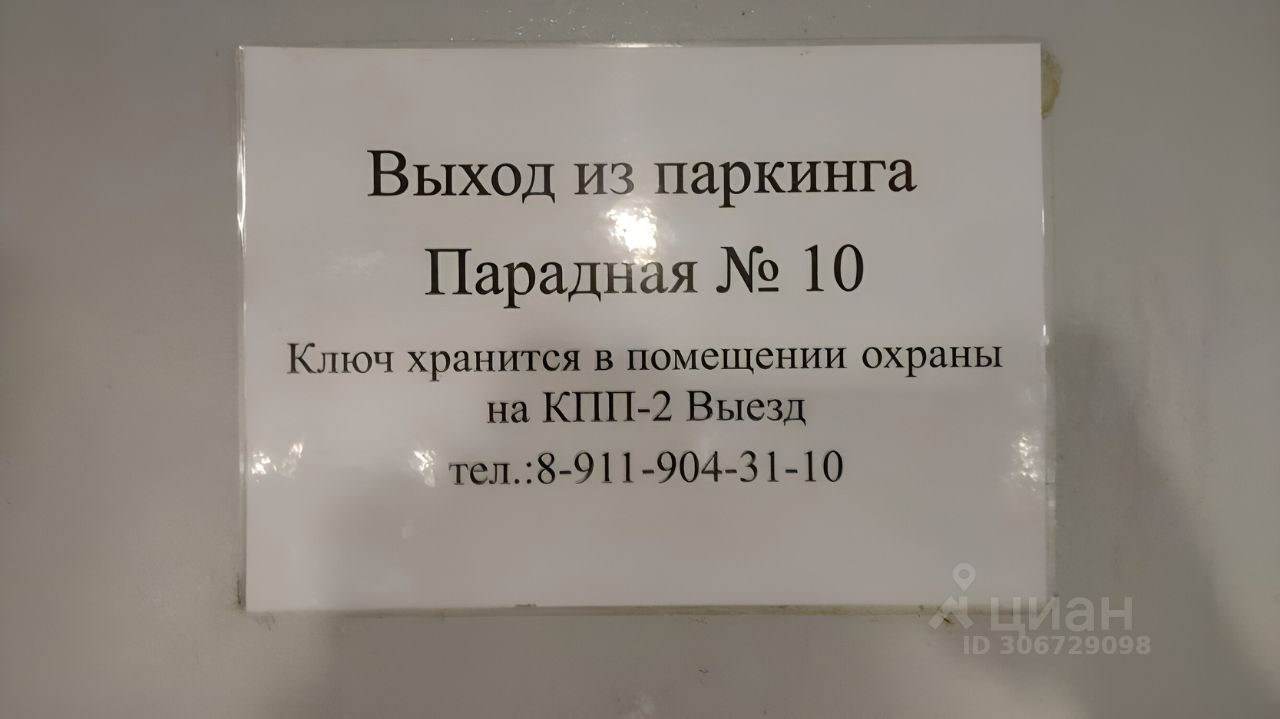 Выход из паркинга
Парадная № 10
Ключ хранится в помещении охраны
на КПП-2 Выезд
тел.:8-911-904-31-10
циан
ID 306729098